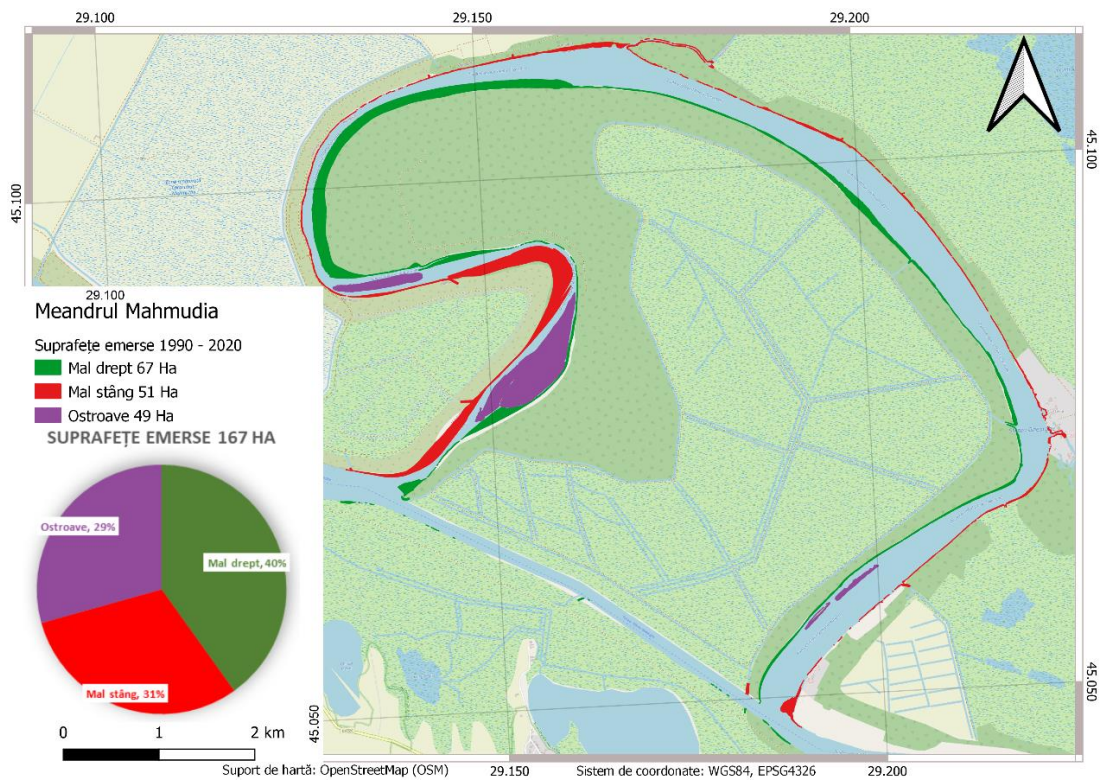 29.100
29.150
29.200
45.100
45.100
29.100
Meandrul Mahmudia
Suprafețe emerse 1990 - 2020
Mal drept 67 Ha
Mal stâng 51 Ha
Ostroave 49 Ha
SUPRAFEȚE EMERSE 167 HA
Ostroave, 29%
Mal drept, 40%
Mal stâng, 31%
0 1 2 km
45.050
45.050
Suport de hartă: OpenStreetMap (OSM)
29.150
Sistem de coordonate: WGS84, EPSG4326
29.200